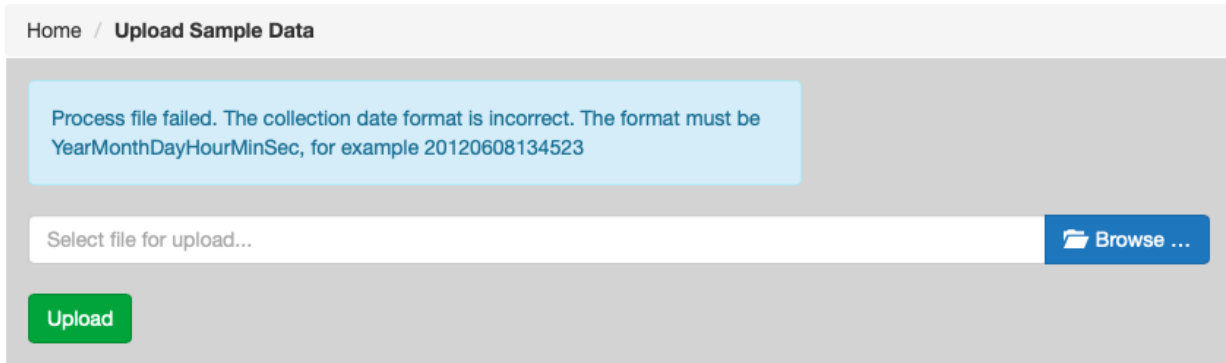 Home / Upload Sample Data
Process file failed. The collection date format is incorrect. The format must be
YearMonthDayHourMinSec, for example 20120608134523
Select file for upload...
Browse ...
Upload